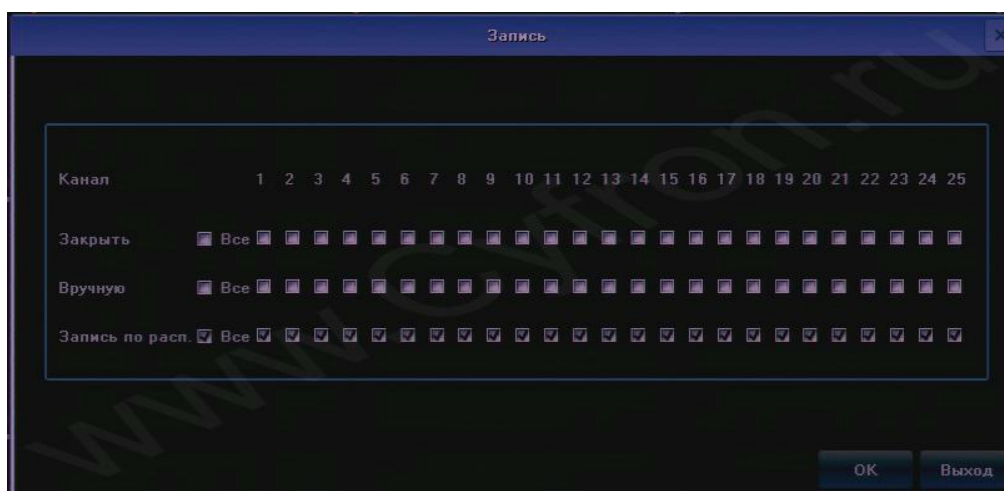 Запись
Канал 1 2 3 4 5 6 7 8 9 10 11 12 13 14 15 16 17 18 19 20 21 22 23 24 25
Закрыть Все
Вручную Все
Запись по расп. Все
OK Выход
www.Cyfron.ru